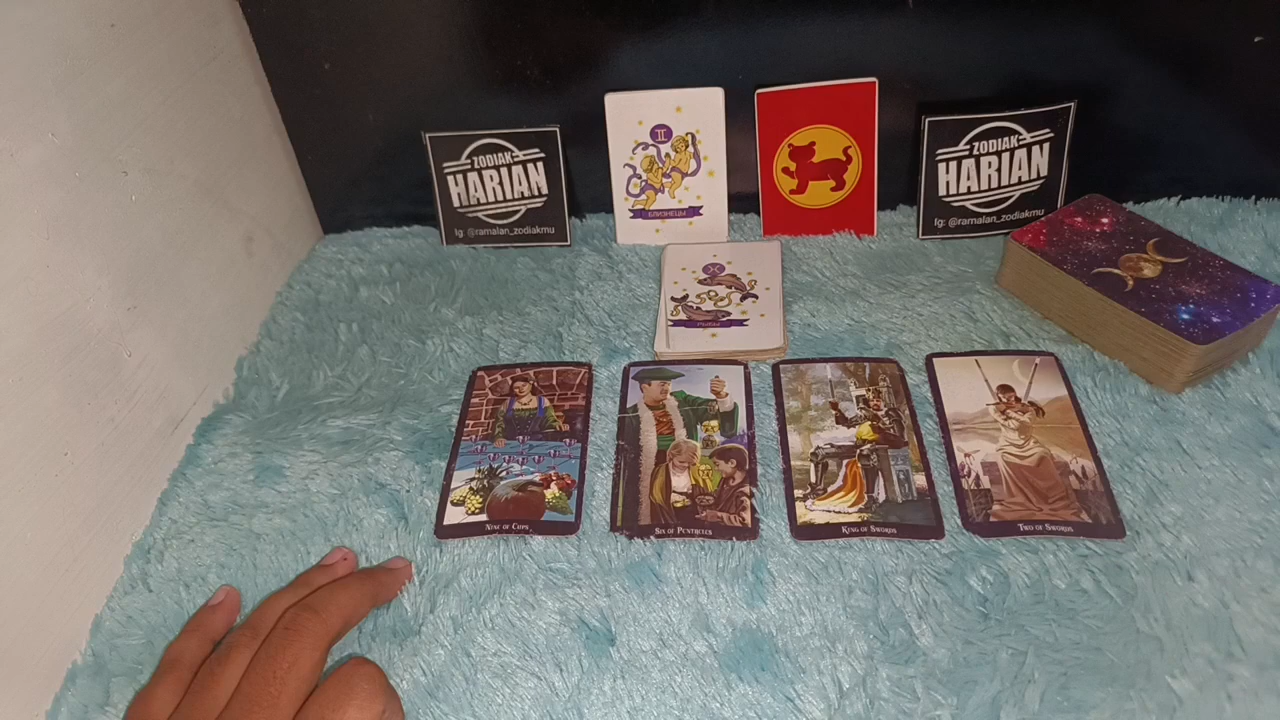 ZODIAK
HARIAN
Ig: @ramalan_zodiakmu
II
БЛИЗНЕЦЫ
ZODIAK
HARIAN
Ig: @ramalan_zodiakmu
РЫБЫ
NINE OF CUPS
SIX OF PENTACLES
KING OF SWORDS
TWO OF SWORDS